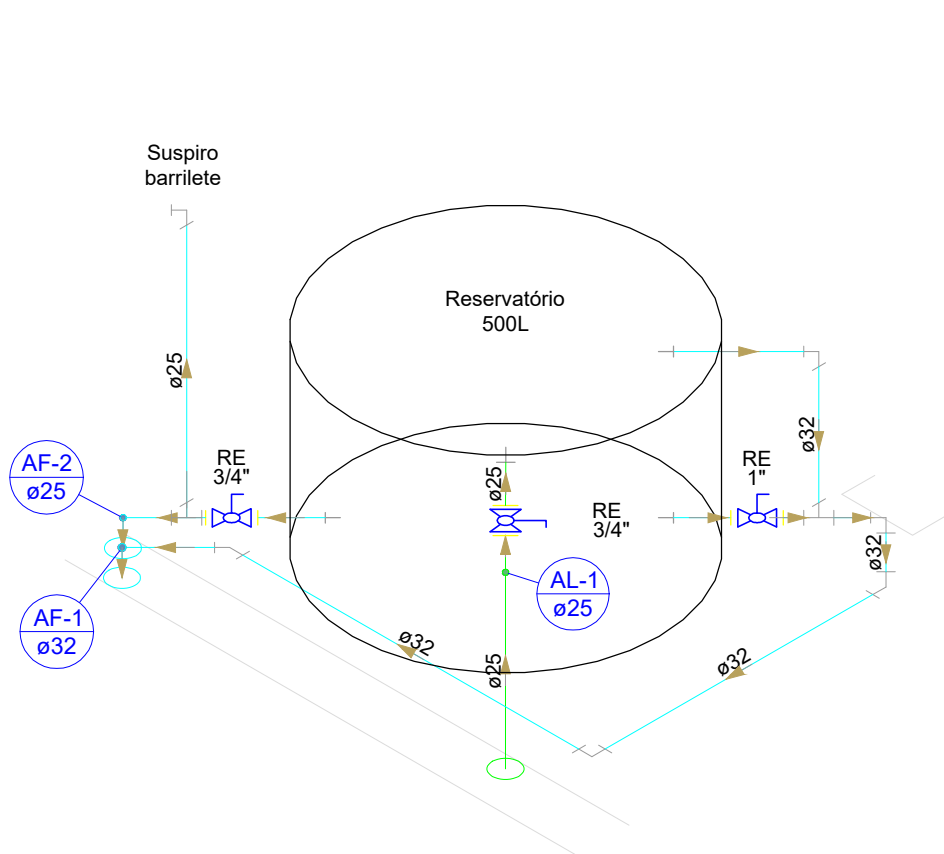 Suspiro
barrilete
Reservatório
500L
ø25
ø32
AF-2
ø25
RE
3/4"
ø25
RE
3/4"
RE
1"
ø32
AL-1
ø25
AF-1
ø32
ø32
ø25
ø32